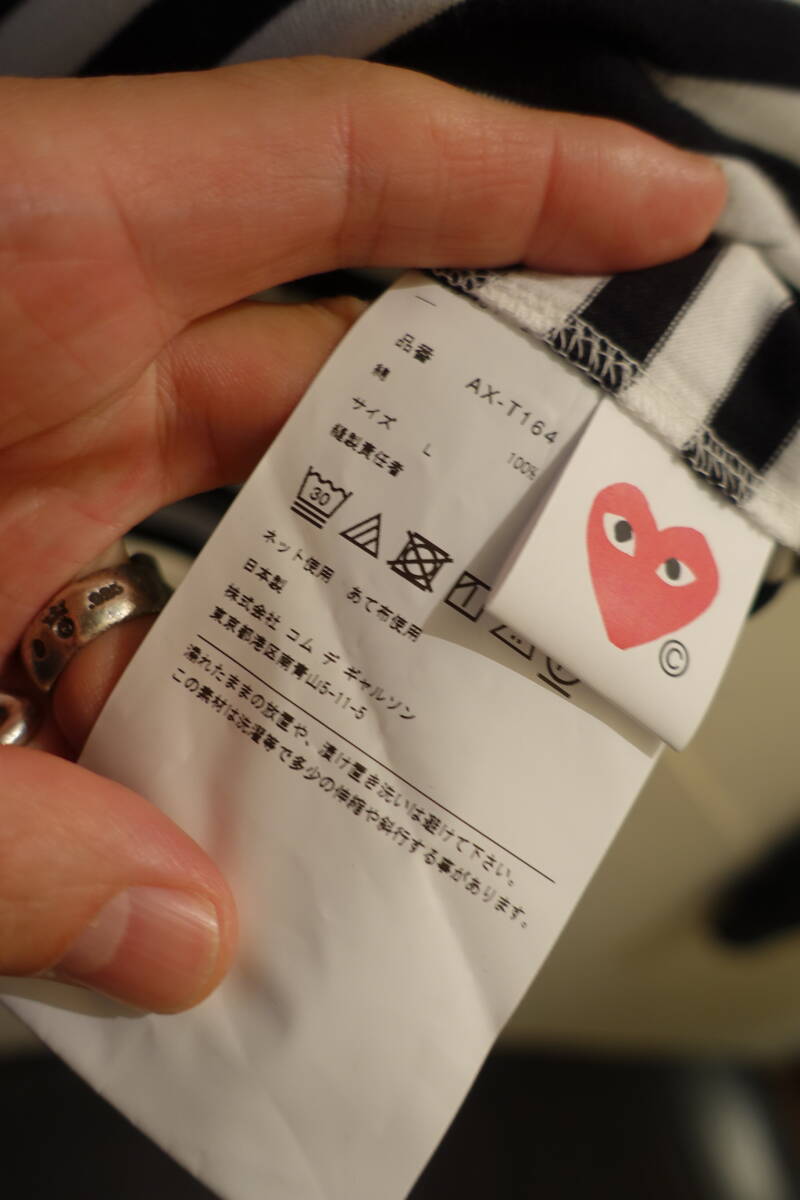 品番 AX-T164
綿 100%
サイズ L
縫製責任者
30
ネット使用 あて布使用
日本製
株式会社 コム デ ギャルソン
東京都港区南青山5-11-5
濡れたままの放置や、漬け置き洗いは避けて下さい。
この素材は洗濯等で多少の伸縮や斜行する事があります。
©
.925